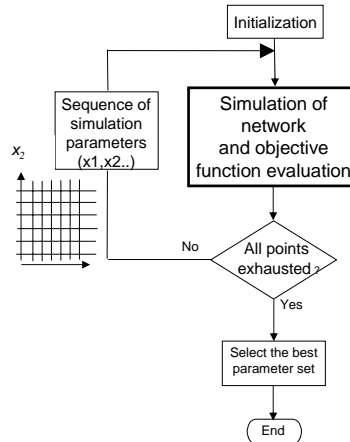 Initialization
Sequence of
simulation
parameters
(x1,x2..)
Simulation of
network
and objective
function evaluation
x2
No
All points
exhausted ?
Yes
Select the best
parameter set
End